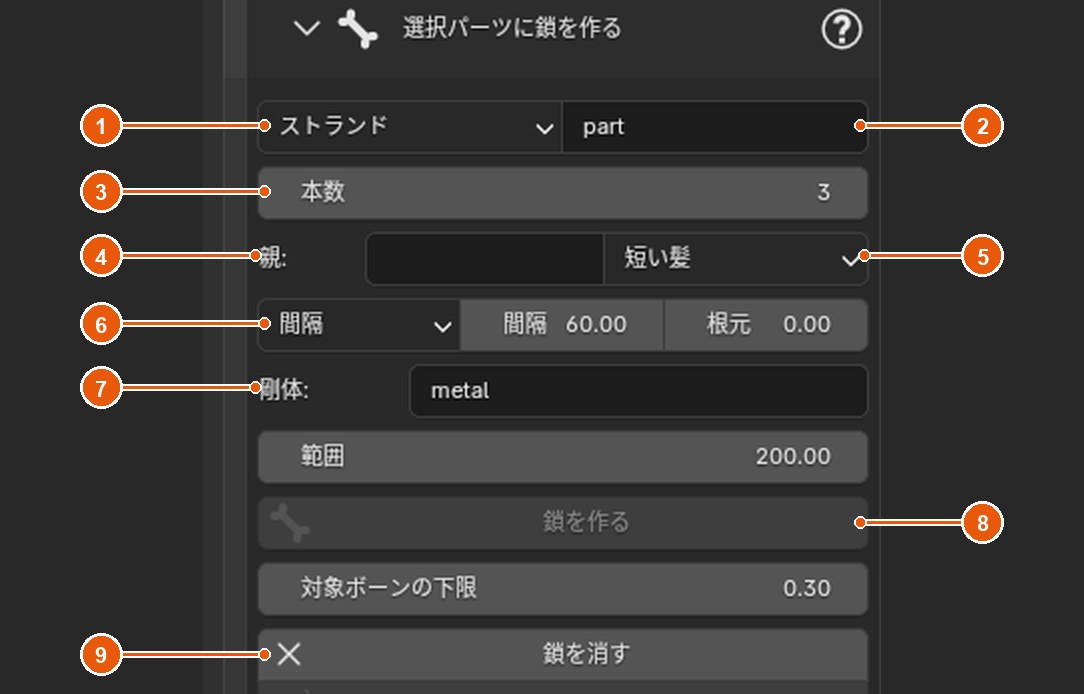 選択パーツに鎖を作る ?
1 ストランド part 2
3 本数 3
4 親: 短い髪 5
6 間隔 間隔 60.00 根元 0.00
7 剛体: metal
範囲 200.00
鎖を作る 8
対象ボーンの下限 0.30
9 鎖を消す